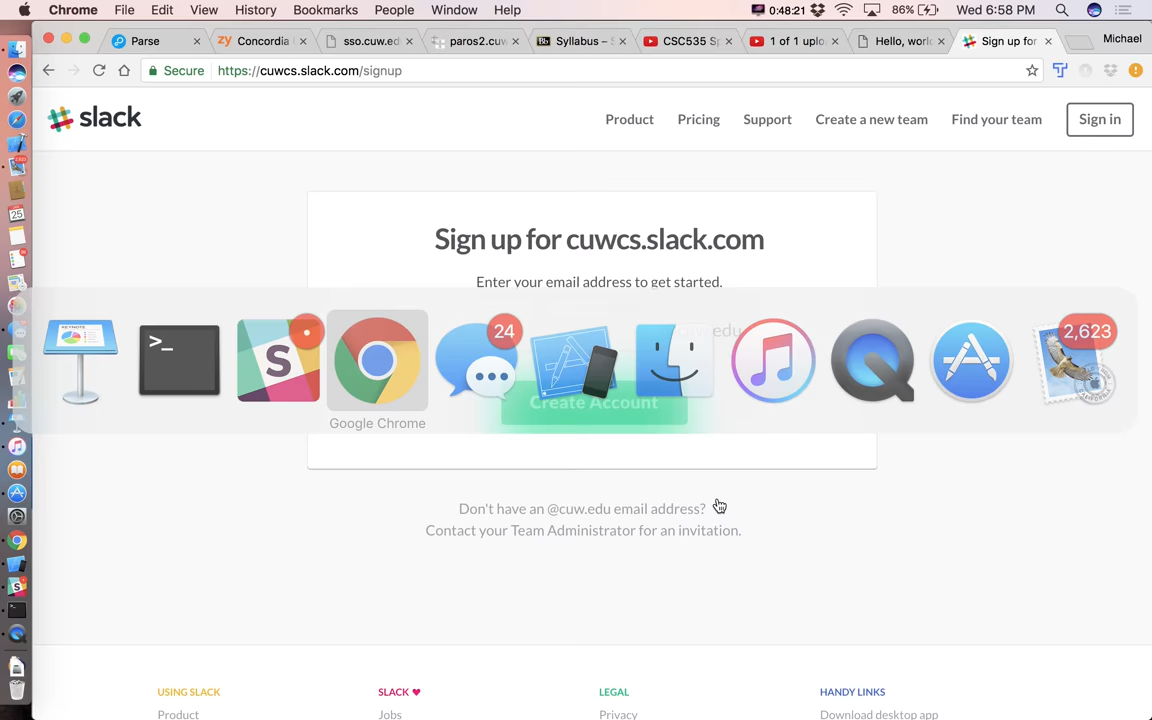 Chrome File Edit View History Bookmarks People Window Help 0:48:21 86% Wed 6:58 PM
Parse Concordia sso.cuw.ed paros2.cuw Syllabus – CSC535 Sp 1 of 1 uplo Hello, worl Sign up for Michael
Secure https://cuwcs.slack.com/signup
slack Product Pricing Support Create a new team Find your team Sign in
Sign up for cuwcs.slack.com
Enter your email address to get started.
KEYNOTE >_ S 24 2,623
Create Account
Google Chrome
Don't have an @cuw.edu email address?
Contact your Team Administrator for an invitation.
USING SLACK SLACK LEGAL HANDY LINKS
Product Jobs Privacy Download desktop app